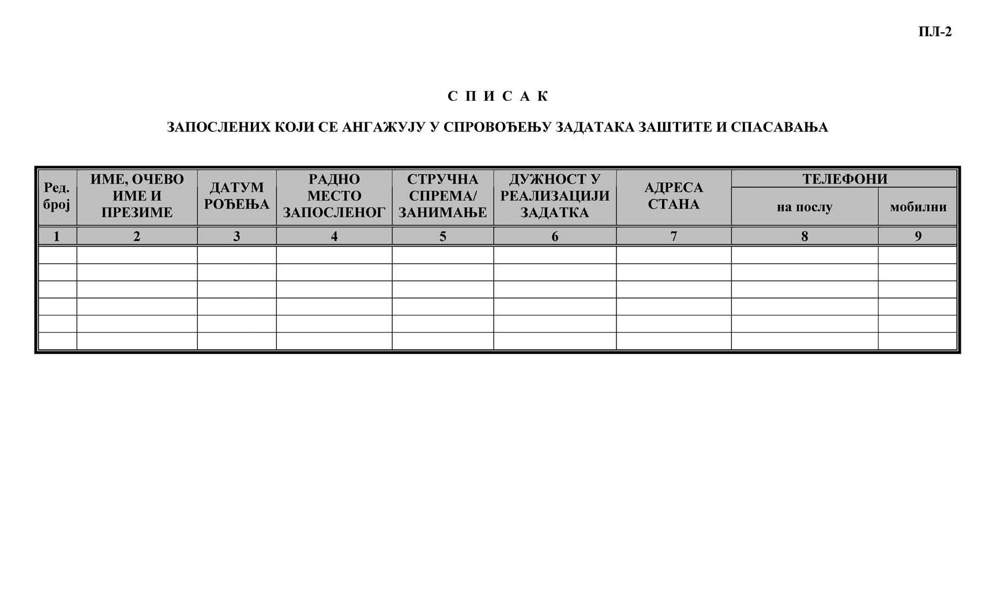 ПЛ-2
С П И С А К
ЗАПОСЛЕНИХ КОЈИ СЕ АНГАЖУЈУ У СПРОВОЂЕЊУ ЗАДАТАКА ЗАШТИТЕ И СПАСАВАЊА
Ред.
број
ИМЕ, ОЧЕВО
ИМЕ И
ПРЕЗИМЕ
ДАТУМ
РОЂЕЊА
РАДНО
МЕСТО
ЗАПОСЛЕНОГ
СТРУЧНА
СПРЕМА/
ЗАНИМАЊЕ
ДУЖНОСТ У
РЕАЛИЗАЦИЈИ
ЗАДАТКА
АДРЕСА
СТАНА
ТЕЛЕФОНИ
на послу
мобилни
1 2 3 4 5 6 7 8 9